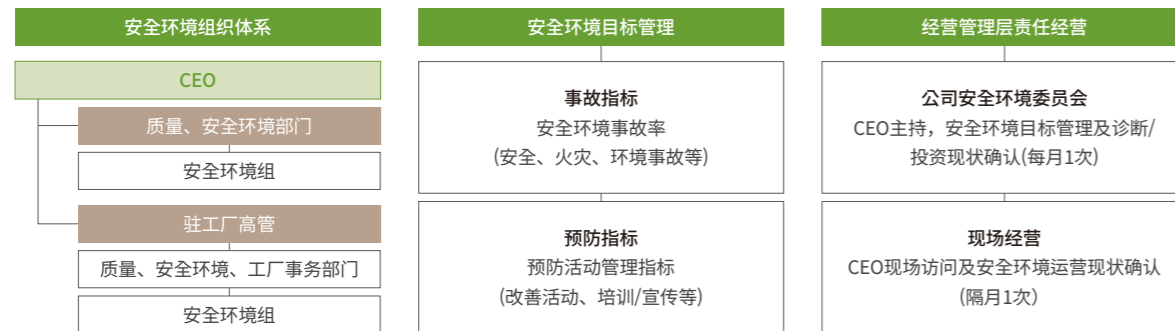 安全环境组织体系
CEO
质量、安全环境部门
安全环境组
驻工厂高管
质量、安全环境、工厂事务部门
安全环境组
安全环境目标管理
事故指标
安全环境事故率
(安全、火灾、环境事故等)
预防指标
预防活动管理指标
(改善活动、培训/宣传等)
经营管理层责任经营
公司安全环境委员会
CEO主持，安全环境目标管理及诊断/
投资现状确认(每月1次)
现场经营
CEO现场访问及安全环境运营现状确认
(隔月1次）